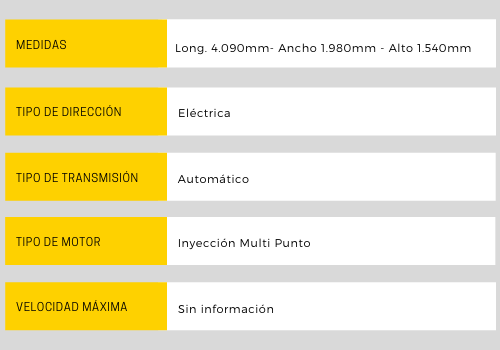 MEDIDAS
Long. 4.090mm- Ancho 1.980mm - Alto 1.540mm
TIPO DE DIRECCIÓN
Eléctrica
TIPO DE TRANSMISIÓN
Automático
TIPO DE MOTOR
Inyección Multi Punto
VELOCIDAD MÁXIMA
Sin información